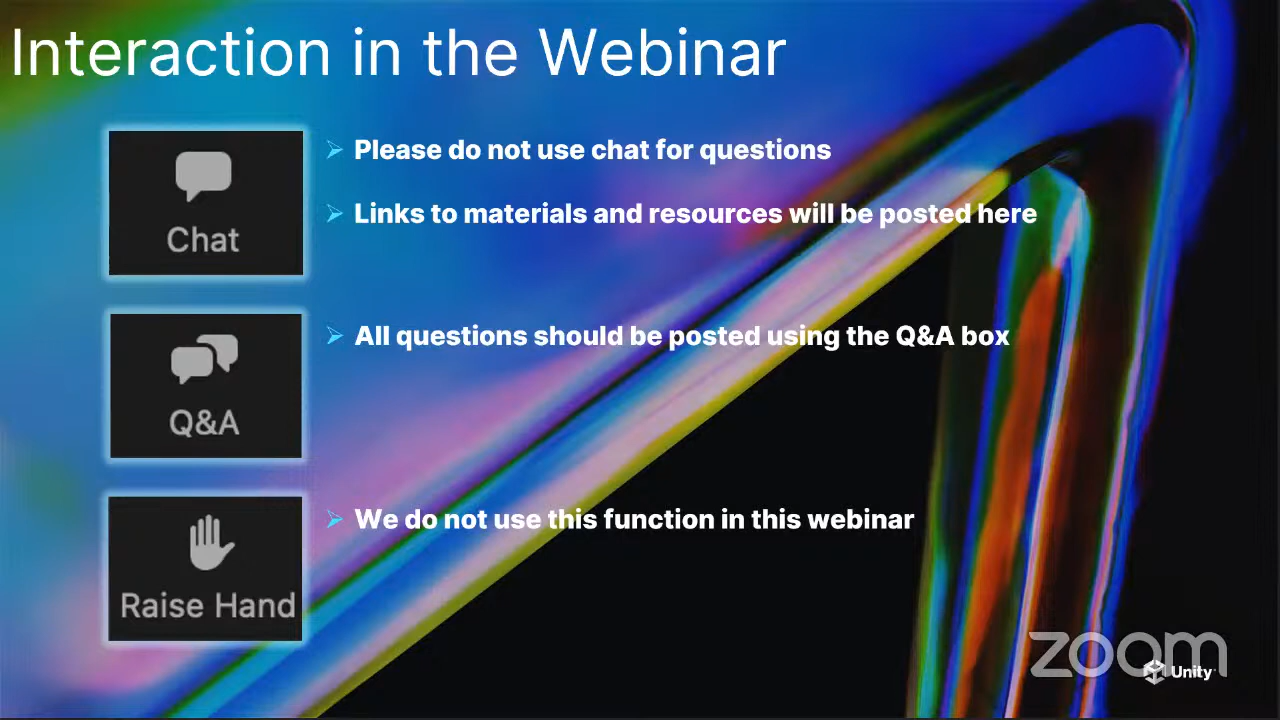 Interaction in the Webinar
Chat
Please do not use chat for questions
Links to materials and resources will be posted here
Q&A
All questions should be posted using the Q&A box
Raise Hand
We do not use this function in this webinar
zoom
Unity